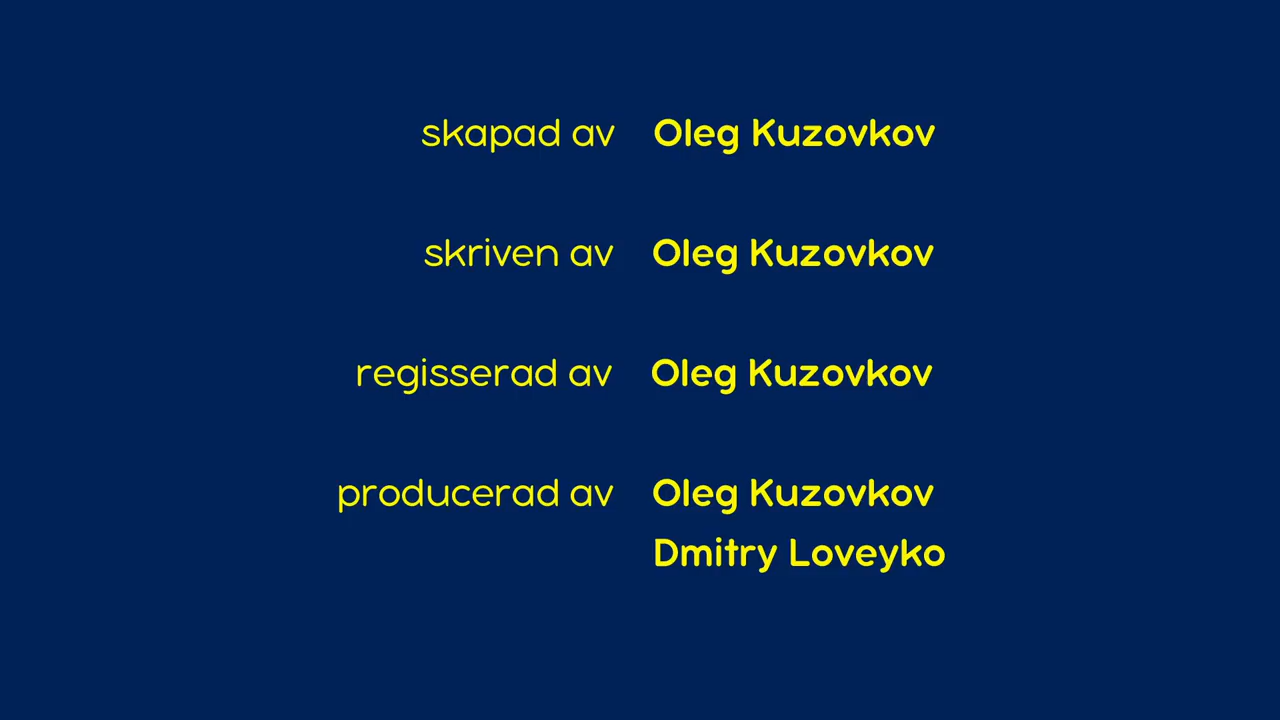 skapad av Oleg Kuzovkov
skriven av Oleg Kuzovkov
regisserad av Oleg Kuzovkov
producerad av Oleg Kuzovkov
Dmitry Loveyko